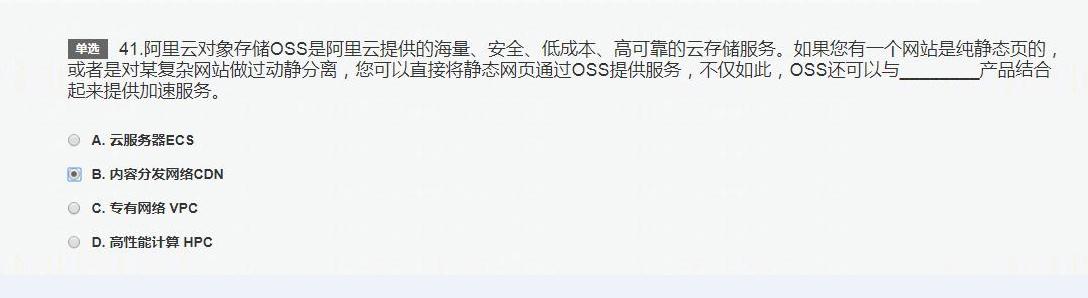 单选 41.阿里云对象存储OSS是阿里云提供的海量、安全、低成本、高可靠的云存储服务。如果您有一个网站是纯静态页的，
或者是对某复杂网站做过动静分离，您可以直接将静态网页通过OSS提供服务，不仅如此，OSS还可以与________产品结合
起来提供加速服务。
A. 云服务器ECS
B. 内容分发网络CDN
C. 专有网络 VPC
D. 高性能计算 HPC